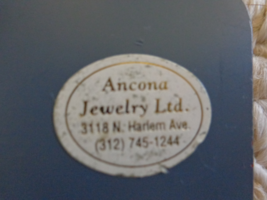 Ancona
Jewelry Ltd.
3118 N. Harlem Ave.
(312) 745-1244